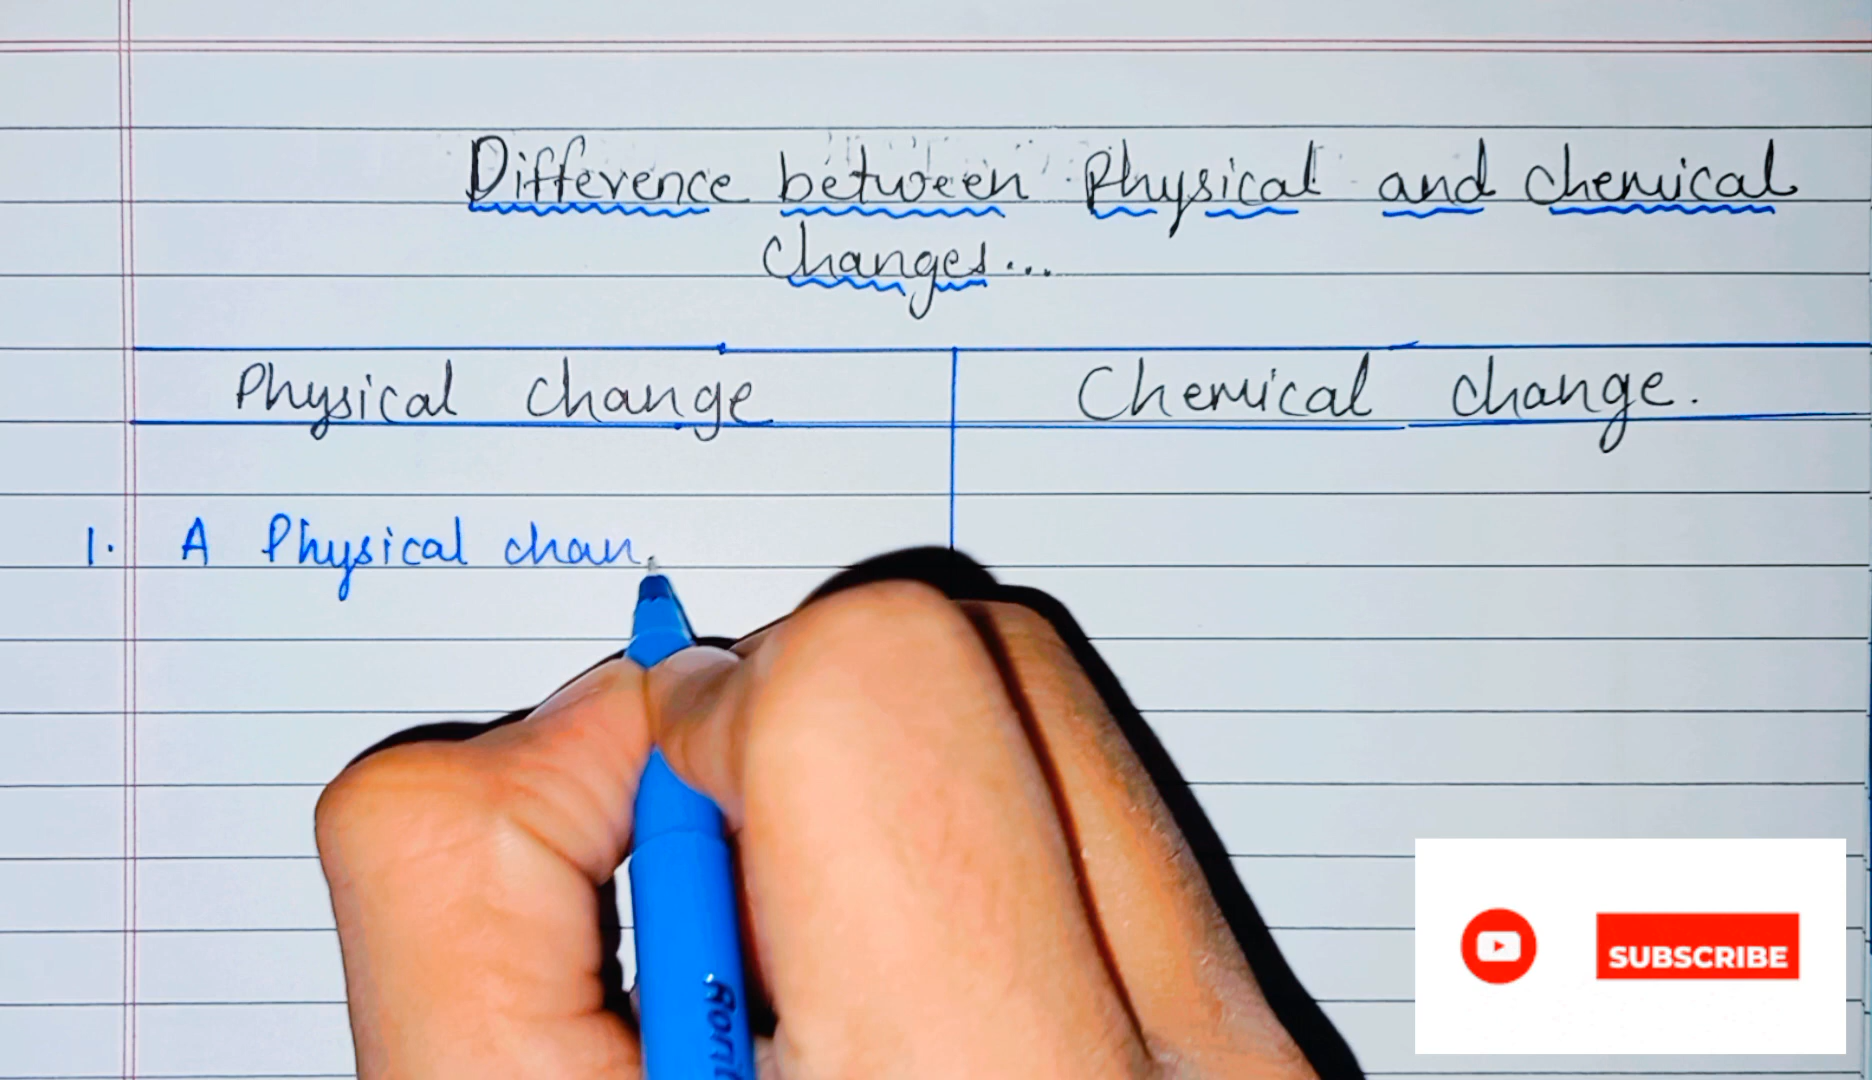 Difference between Physical and Chemical
Changes...
Physical change
Chemical change.
1. A Physical chan
SUBSCRIBE